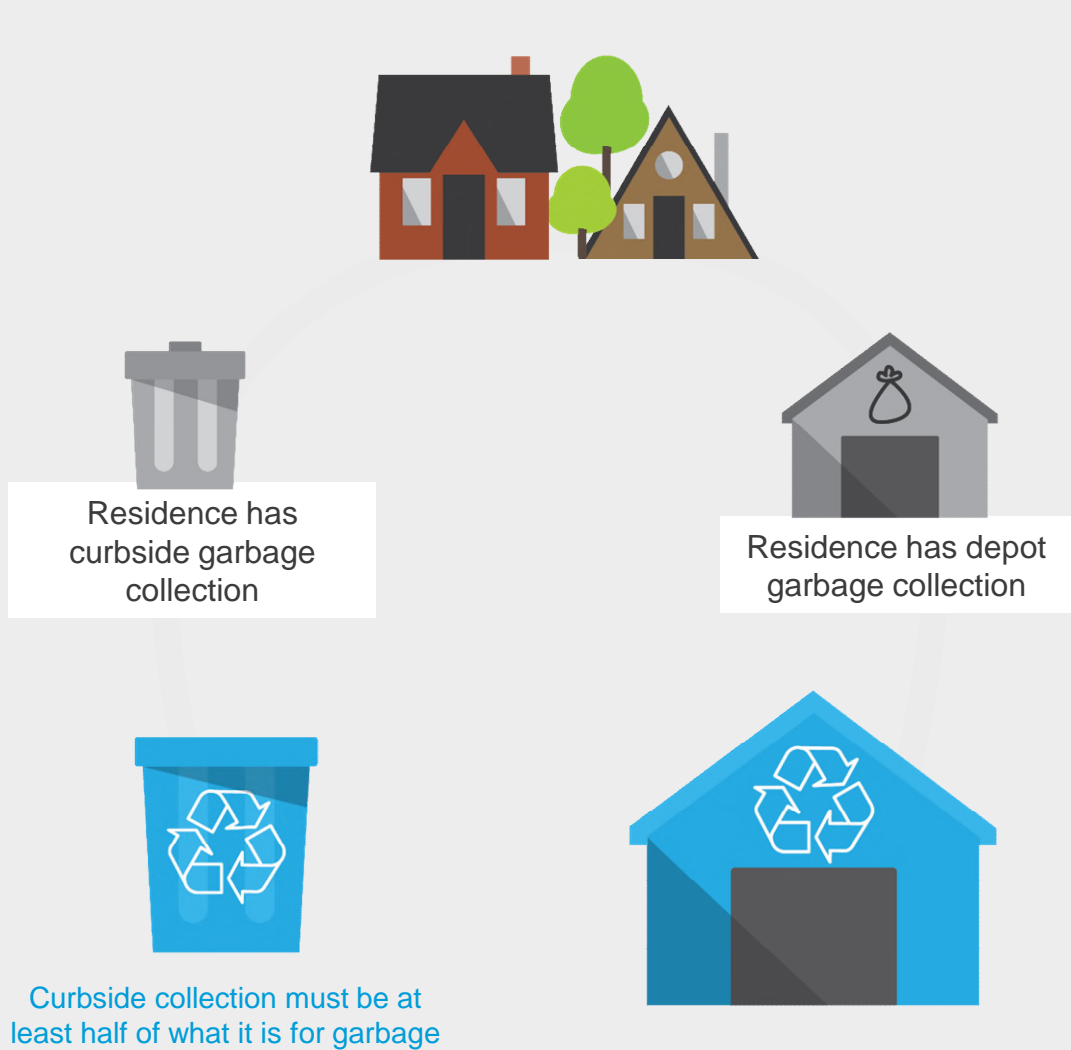 Residence has
curbside garbage
collection
Residence has depot
garbage collection
Curbside collection must be at
least half of what it is for garbage